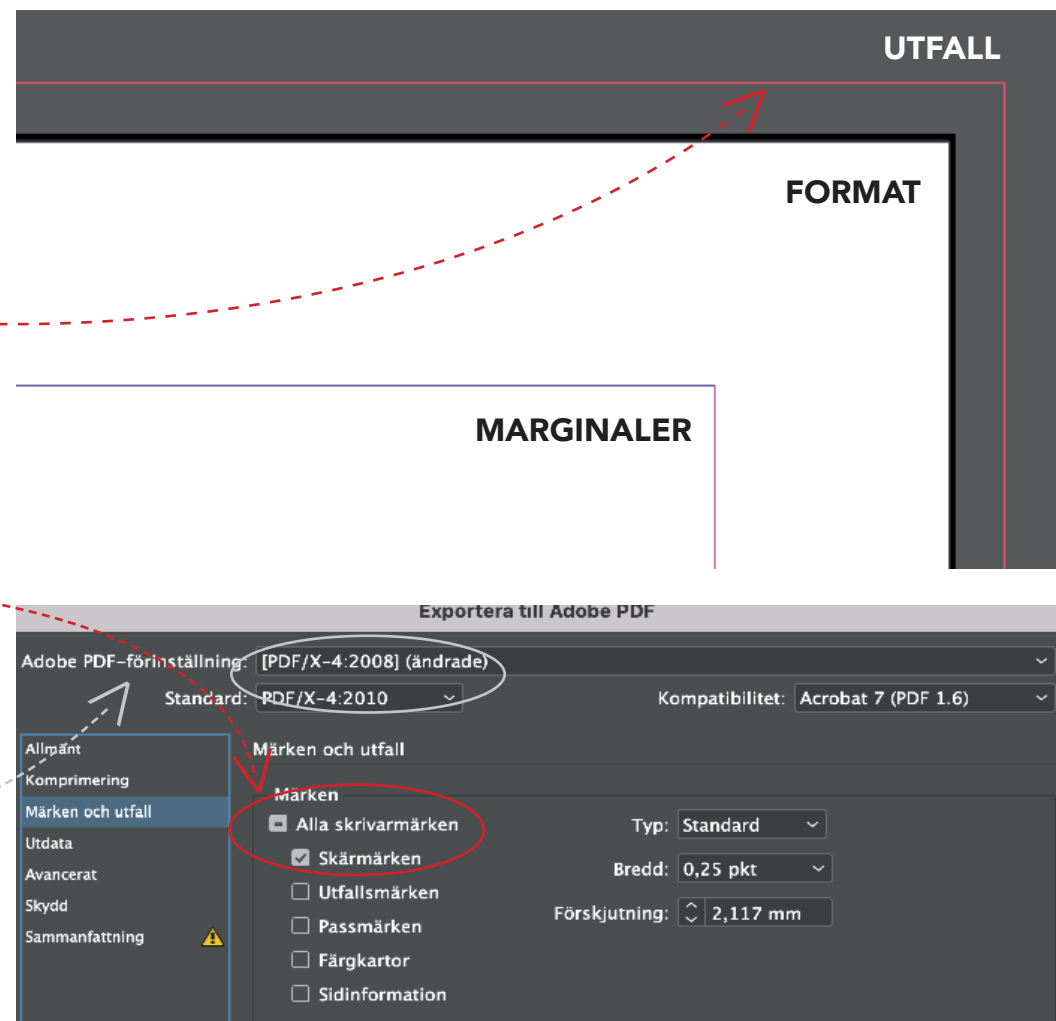 UTFALL
FORMAT
MARGINALER
Exportera till Adobe PDF
Adobe PDF-förinställning: [PDF/X-4:2008] (ändrade)
Standard: PDF/X-4:2010 Kompatibilitet: Acrobat 7 (PDF 1.6)
Allmänt
Komprimering
Märken och utfall
Utdata
Avancerat
Skydd
Sammanfattning
Märken och utfall
Märken
Alla skrivarmärken
Skärmärken
Utfallsmärken
Passmärken
Färgkartor
Sidinformation
Typ: Standard
Bredd: 0,25 pkt
Förskjutning: 2,117 mm